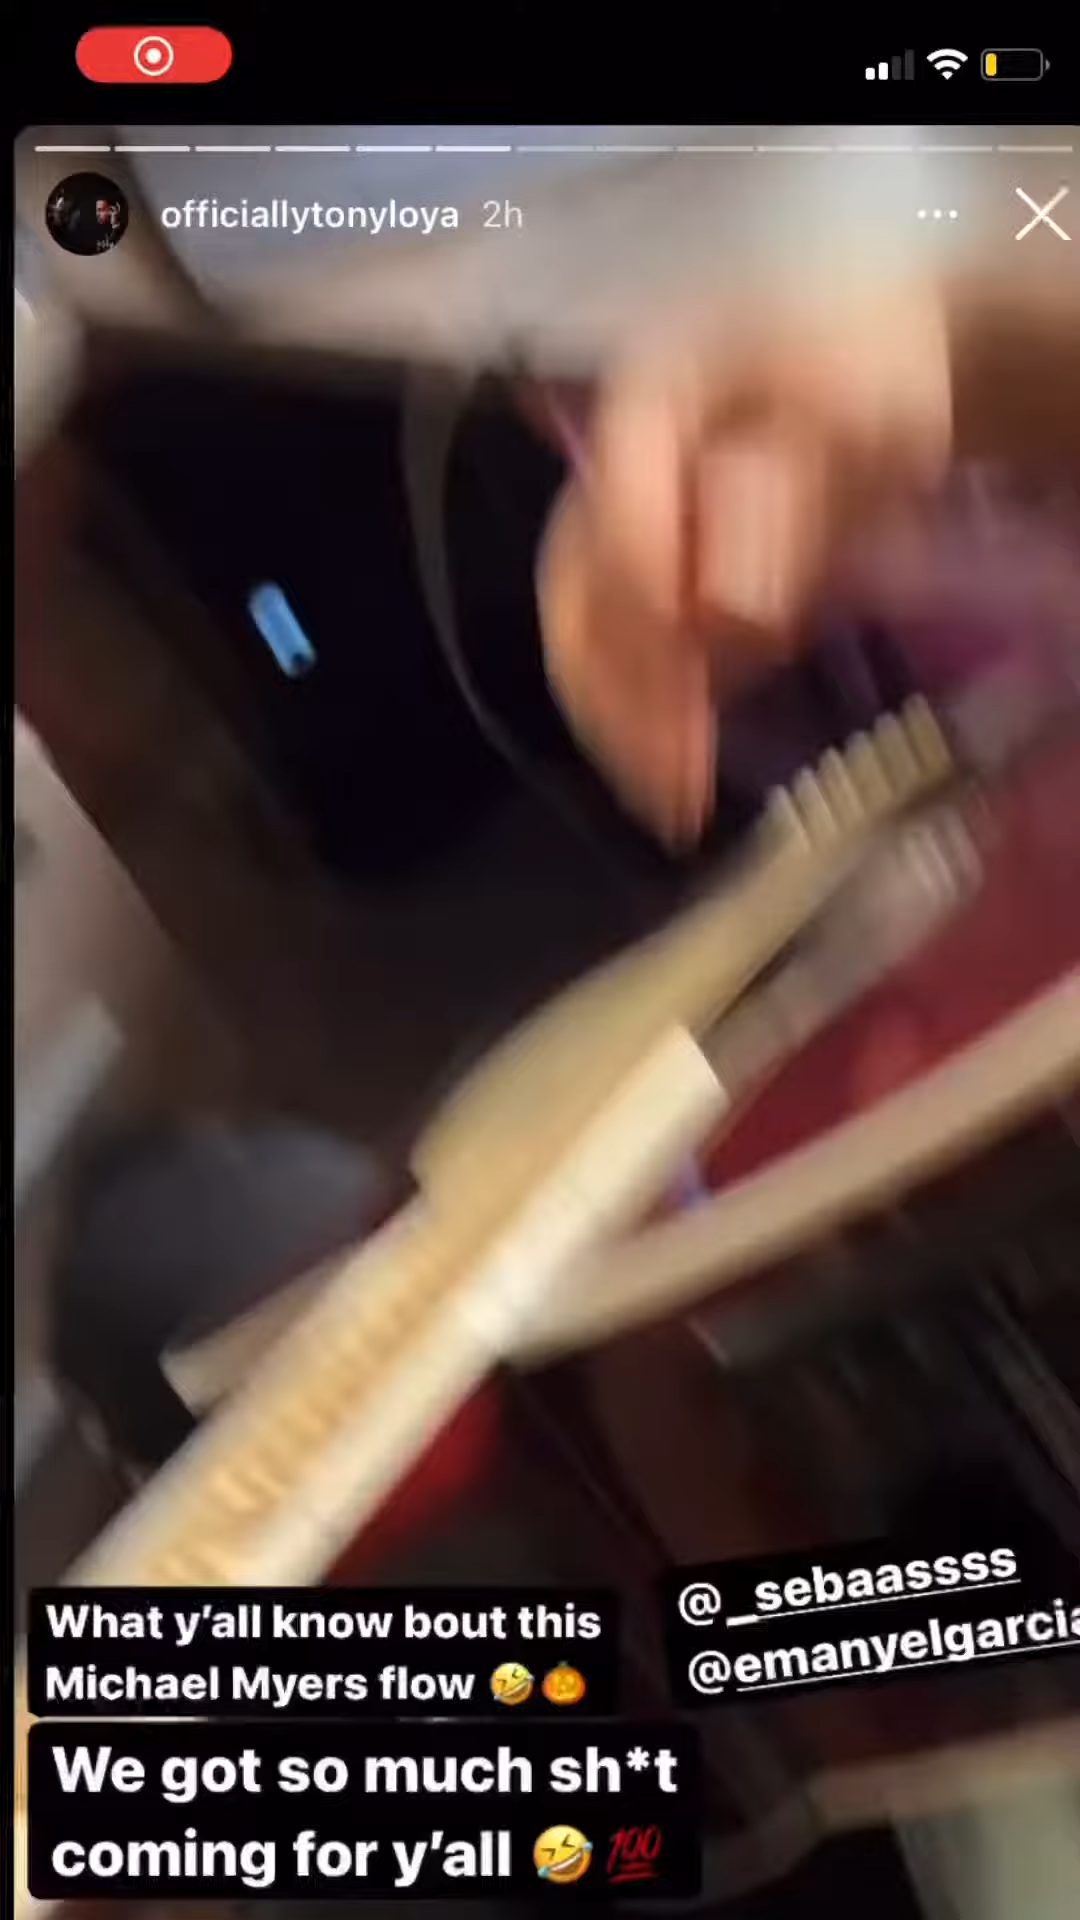 officiallytonyloya 2h
@_sebaassss
@emanyelgarcia
What y'all know bout this
Michael Myers flow 🤣🎃
We got so much sh*t
coming for y'all 🤣💯